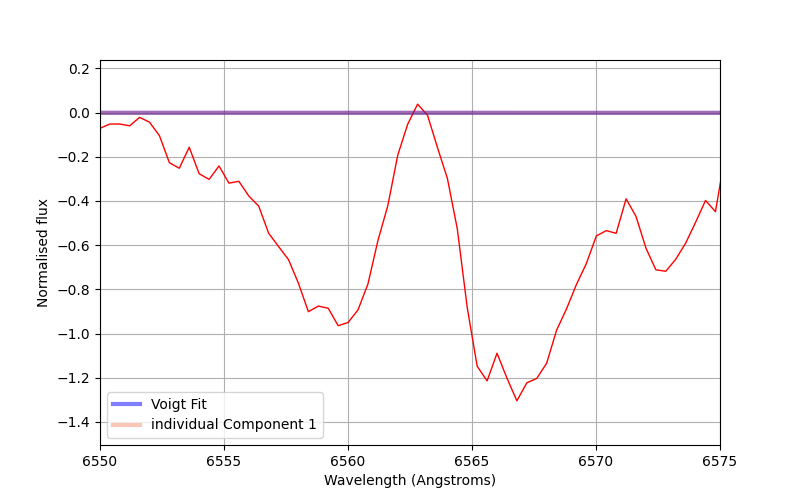 0.2
0.0
−0.2
−0.4
−0.6
−0.8
−1.0
−1.2
−1.4
Normalised flux
Voigt Fit
individual Component 1
6550 6555 6560 6565 6570 6575
Wavelength (Angstroms)